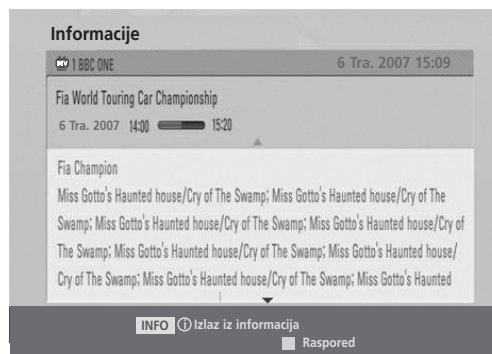 Informacije
DTV 1 BBC ONE 6 Tra. 2007 15:09
Fia World Touring Car Championship
6 Tra. 2007 14:00 15:20
Fia Champion
Miss Gotto's Haunted house/Cry of The Swamp; Miss Gotto's Haunted house/Cry of The
Swamp; Miss Gotto's Haunted house/Cry of The Swamp; Miss Gotto's Haunted house/Cry of
The Swamp; Miss Gotto's Haunted house/Cry of The Swamp; Miss Gotto's Haunted house/
Cry of The Swamp; Miss Gotto's Haunted house/Cry of The Swamp; Miss Gotto's Haunted
INFO i Izlaz iz informacija
Raspored